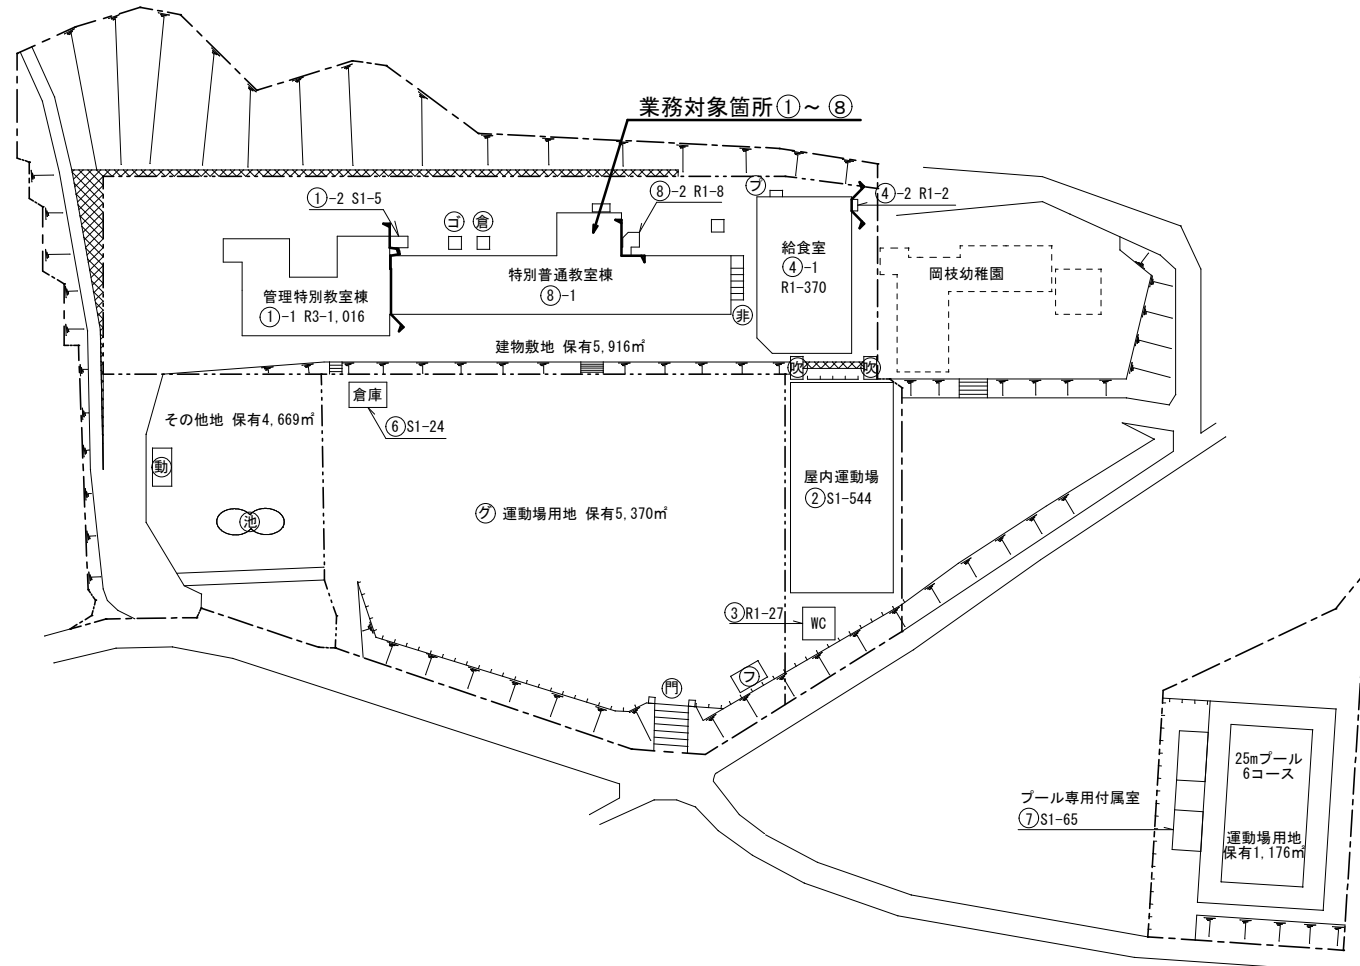 業務対象箇所①～⑧
プ
①-2 S1-5
⑧-2 R1-8
④-2 R1-2
ゴ
倉
給食室
④-1
R1-370
岡枝幼稚園
特別普通教室棟
⑧-1
管理特別教室棟
①-1 R3-1,016
非
建物敷地 保有5,916㎡
吹
吹
倉庫
⑥S1-24
その他地 保有4,669㎡
動
池
グ 運動場用地 保有5,370㎡
屋内運動場
②S1-544
③R1-27
WC
フ
門
25mプール
6コース
プール専用付属室
⑦S1-65
運動場用地
保有1,176㎡